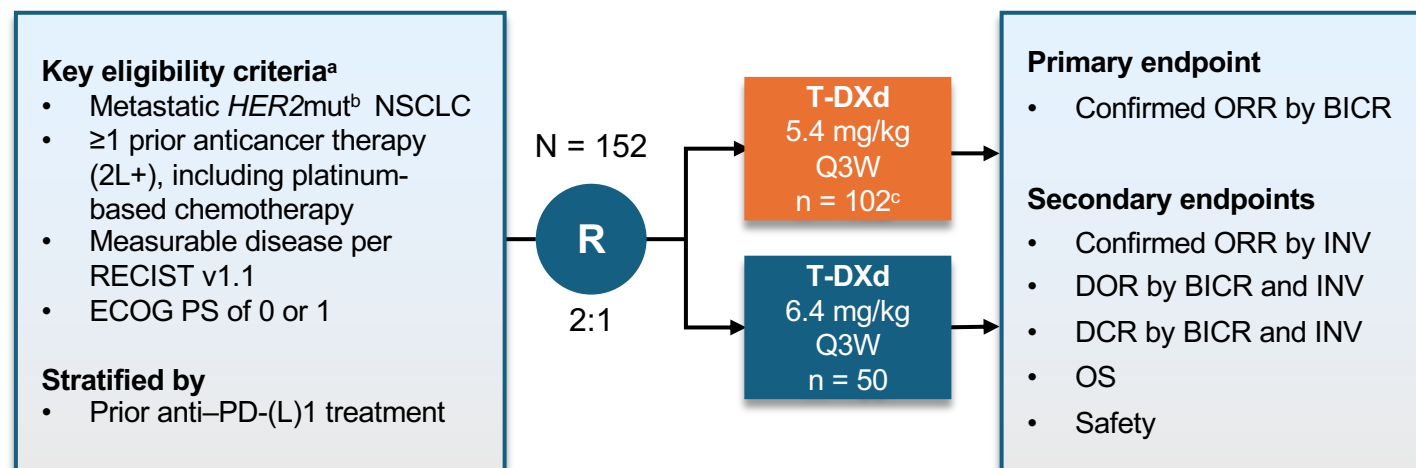 Key eligibility criteriaᵃ
• Metastatic HER2mutᵇ NSCLC
• ≥1 prior anticancer therapy
(2L+), including platinum-
based chemotherapy
• Measurable disease per
RECIST v1.1
• ECOG PS of 0 or 1
Stratified by
• Prior anti–PD-(L)1 treatment
N = 152
R
2:1
T-DXd
5.4 mg/kg
Q3W
n = 102ᶜ
T-DXd
6.4 mg/kg
Q3W
n = 50
Primary endpoint
• Confirmed ORR by BICR
Secondary endpoints
• Confirmed ORR by INV
• DOR by BICR and INV
• DCR by BICR and INV
• OS
• Safety